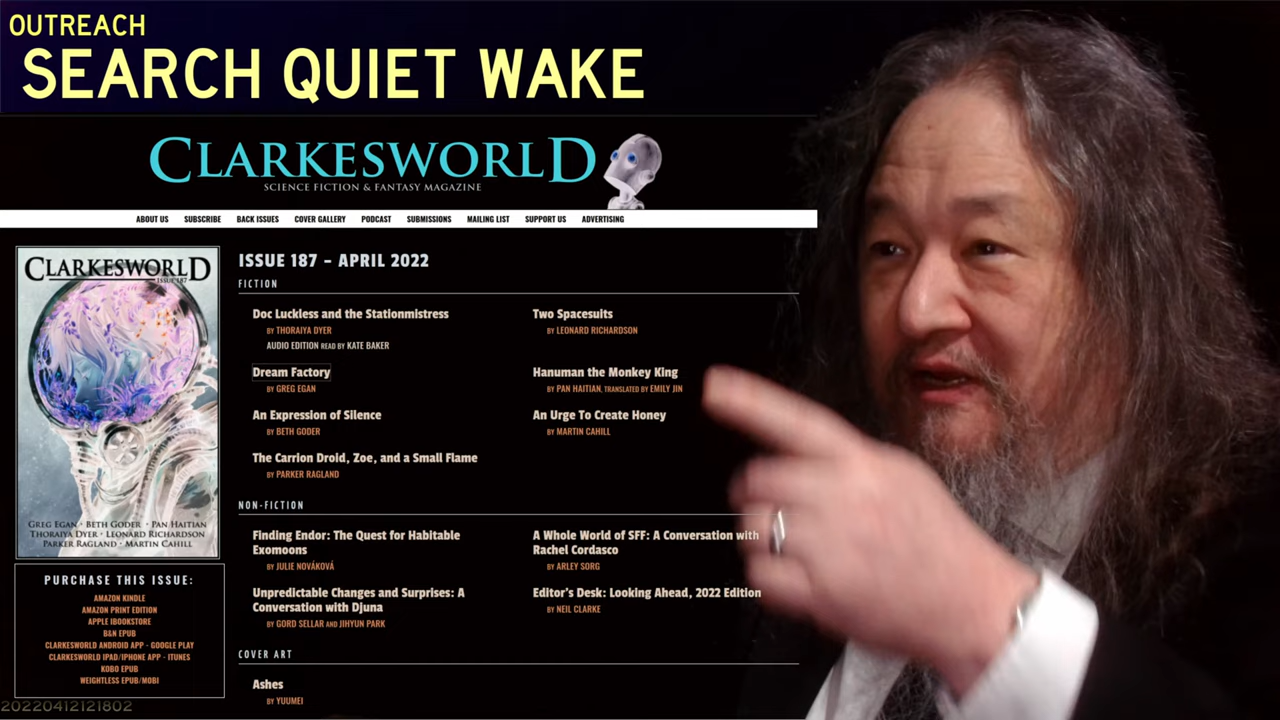 OUTREACH
SEARCH QUIET WAKE
CLARKESWORLD
SCIENCE FICTION & FANTASY MAGAZINE
ABOUT US SUBSCRIBE BACK ISSUES COVER GALLERY PODCAST SUBMISSIONS MAILING LIST SUPPORT US ADVERTISING
CLARKESWORLD
ISSUE 187
GREG EGAN · BETH GODER · PAN HAITIAN
THORAIYA DYER · LEONARD RICHARDSON
PARKER RAGLAND · MARTIN CAHILL
PURCHASE THIS ISSUE:
AMAZON KINDLE
AMAZON PRINT EDITION
APPLE IBOOKSTORE
B&N EPUB
CLARKESWORLD ANDROID APP - GOOGLE PLAY
CLARKESWORLD IPAD/IPHONE APP - ITUNES
KOBO EPUB
WEIGHTLESS EPUB/MOBI
ISSUE 187 – APRIL 2022
FICTION
Doc Luckless and the Stationmistress
BY THORAIYA DYER
AUDIO EDITION READ BY KATE BAKER
Two Spacesuits
BY LEONARD RICHARDSON
Dream Factory
BY GREG EGAN
Hanuman the Monkey King
BY PAN HAITIAN, TRANSLATED BY EMILY JIN
An Expression of Silence
BY BETH GODER
An Urge To Create Honey
BY MARTIN CAHILL
The Carrion Droid, Zoe, and a Small Flame
BY PARKER RAGLAND
NON-FICTION
Finding Endor: The Quest for Habitable
Exomoons
BY JULIE NOVÁKOVÁ
A Whole World of SFF: A Conversation with
Rachel Cordasco
BY ARLEY SORG
Unpredictable Changes and Surprises: A
Conversation with Djuna
BY GORD SELLAR AND JIHYUN PARK
Editor's Desk: Looking Ahead, 2022 Edition
BY NEIL CLARKE
COVER ART
Ashes
BY YUUMEI
20220412121802